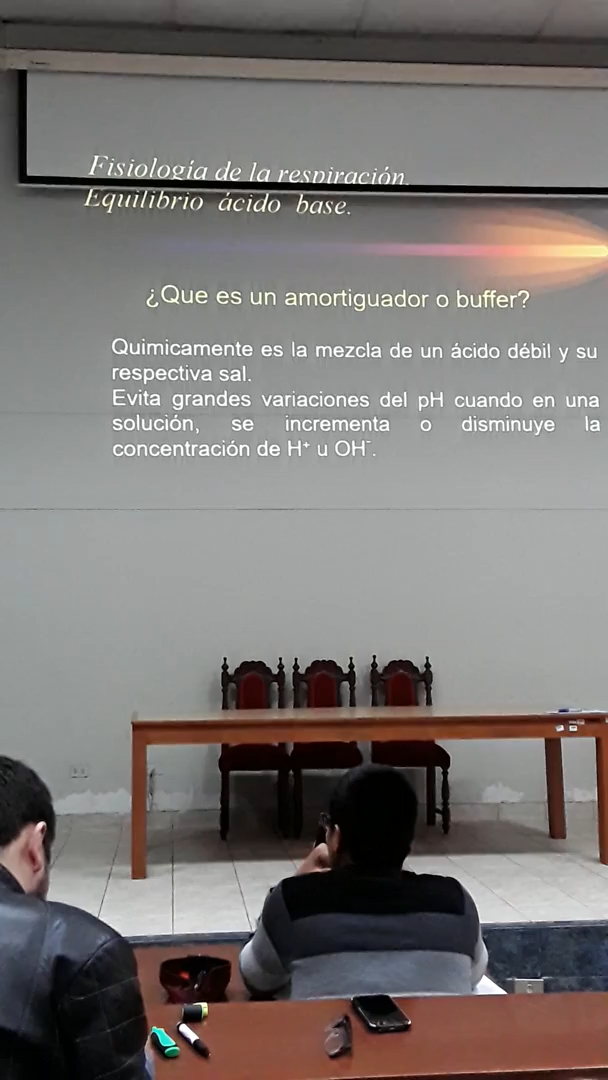 Fisiología de la respiración.
Equilibrio ácido base.
¿Que es un amortiguador o buffer?
Quimicamente es la mezcla de un ácido débil y su
respectiva sal.
Evita grandes variaciones del pH cuando en una
solución, se incrementa o disminuye la
concentración de H⁺ u OH⁻.